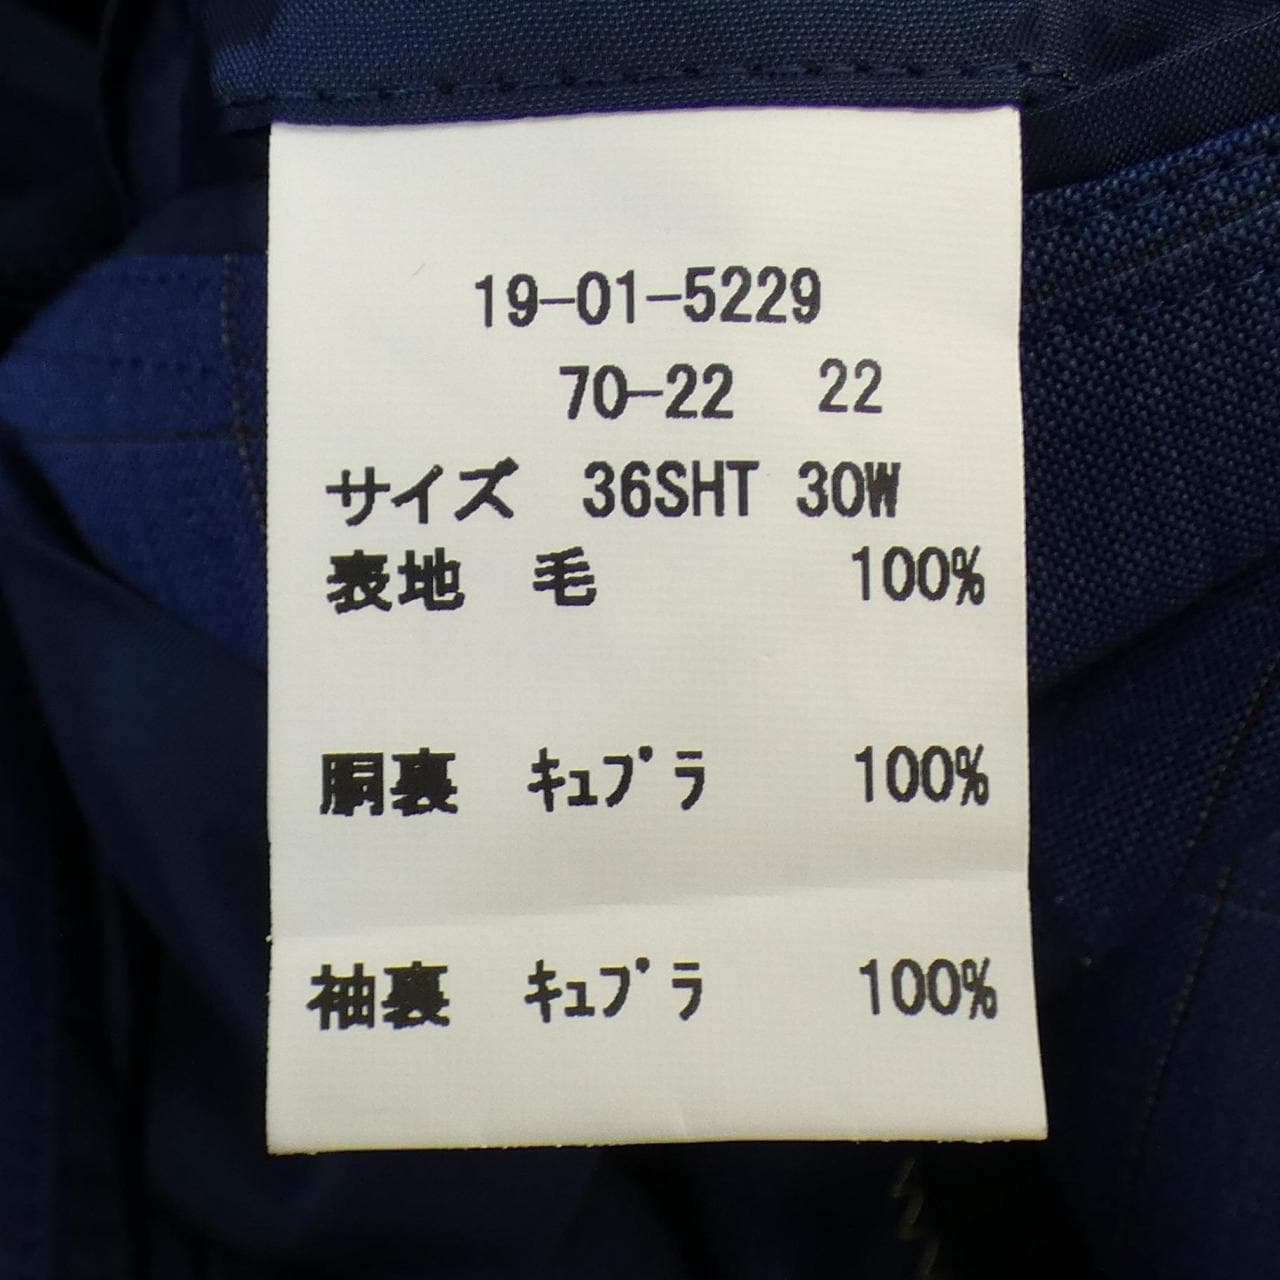 19-01-5229
70-22 22
サイズ 36SHT 30W
表地 毛 100%
胴裏 ｷｭﾌﾟﾗ 100%
袖裏 ｷｭﾌﾟﾗ 100%